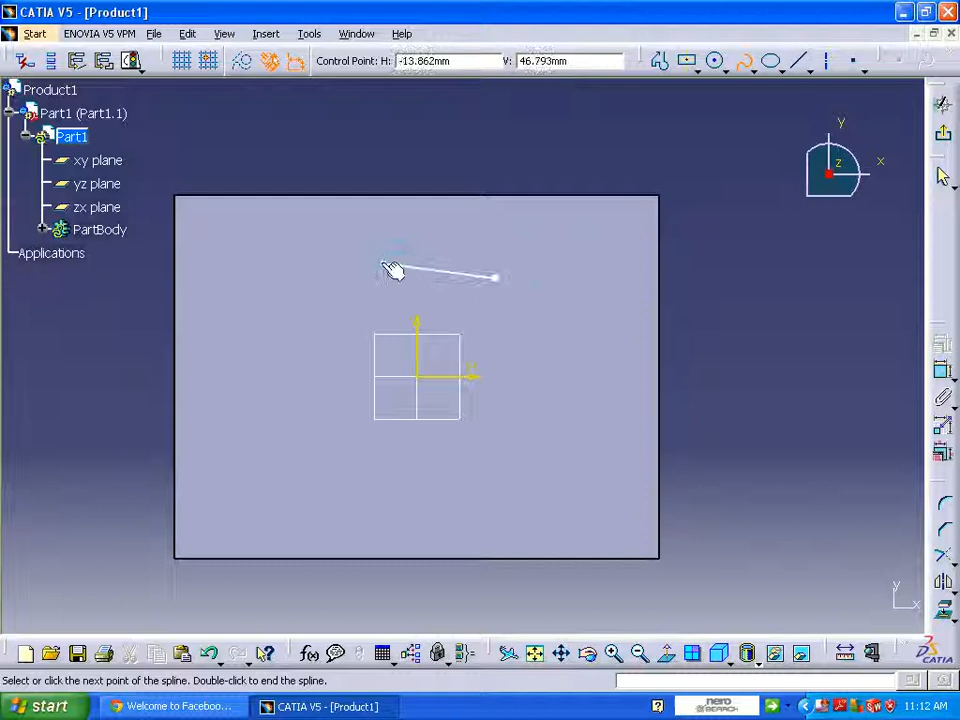 CATIA V5 - [Product1]
Start ENOVIA V5 VPM File Edit View Insert Tools Window Help
Control Point: H: -13.862mm V: 46.793mm
Product1
Part1 (Part1.1)
Part1
xy plane
yz plane
zx plane
PartBody
Applications
y
x
z
H
y
x
f(x)
CATIA
Select or click the next point of the spline. Double-click to end the spline.
start Welcome to Faceboo... CATIA V5 - [Product1] ? nero SEARCH 11:12 AM